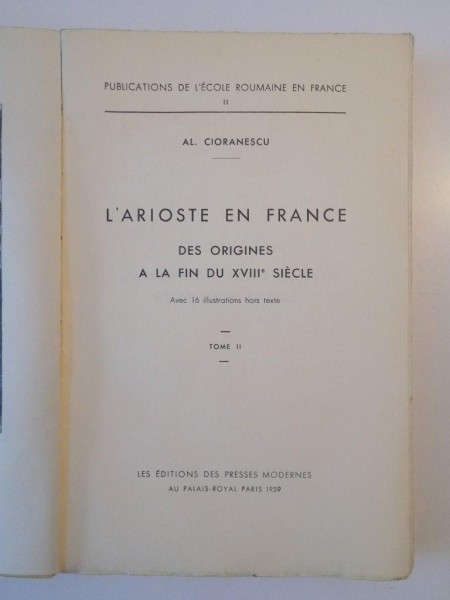 PUBLICATIONS DE L'ÉCOLE ROUMAINE EN FRANCE
II
AL. CIORANESCU
L'ARIOSTE EN FRANCE
DES ORIGINES
A LA FIN DU XVIIIe SIÈCLE
Avec 16 illustrations hors texte
TOME II
LES ÉDITIONS DES PRESSES MODERNES
AU PALAIS-ROYAL PARIS 1939